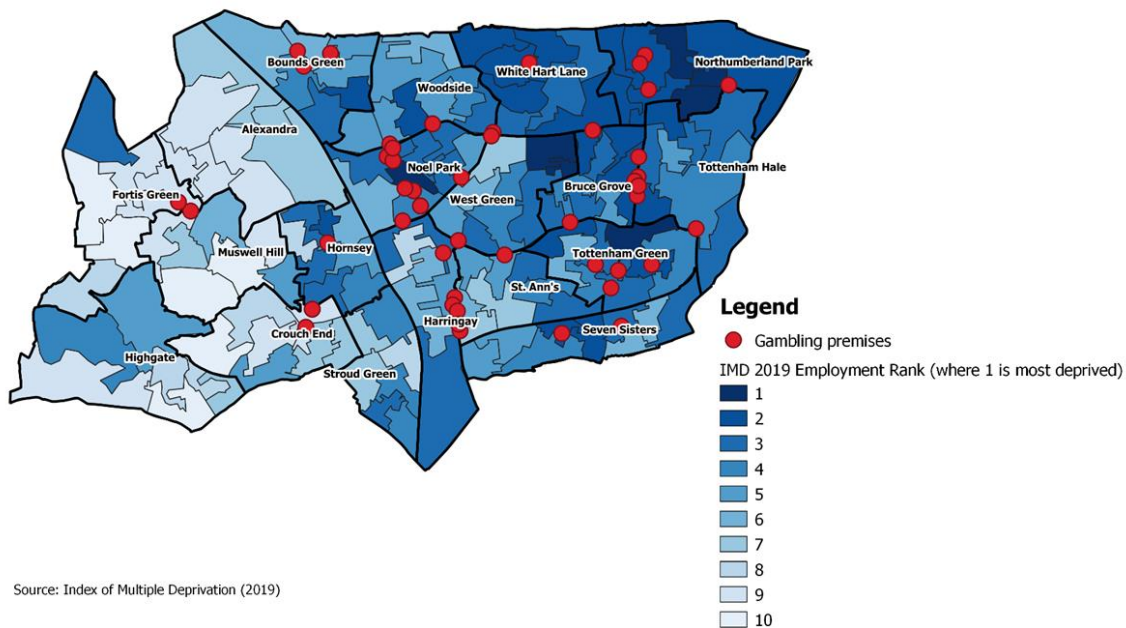 Bounds Green
White Hart Lane
Northumberland Park
Woodside
Alexandra
Noel Park
Tottenham Hale
Bruce Grove
Fortis Green
West Green
Muswell Hill
Hornsey
Tottenham Green
St. Ann's
Harringay
Seven Sisters
Crouch End
Highgate
Stroud Green
Legend
Gambling premises
IMD 2019 Employment Rank (where 1 is most deprived)
1
2
3
4
5
6
7
8
9
10
Source: Index of Multiple Deprivation (2019)